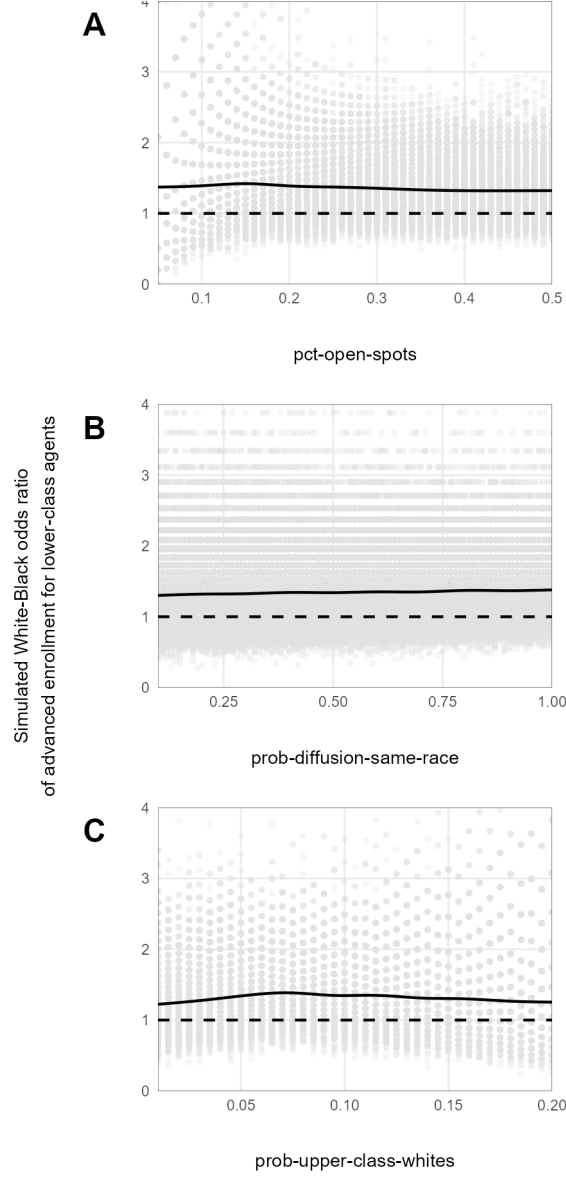 A
4
3
2
1
0
0.1 0.2 0.3 0.4 0.5
pct-open-spots
Simulated White-Black odds ratio
of advanced enrollment for lower-class agents
B
4
3
2
1
0
0.25 0.50 0.75 1.00
prob-diffusion-same-race
C
4
3
2
1
0
0.05 0.10 0.15 0.20
prob-upper-class-whites